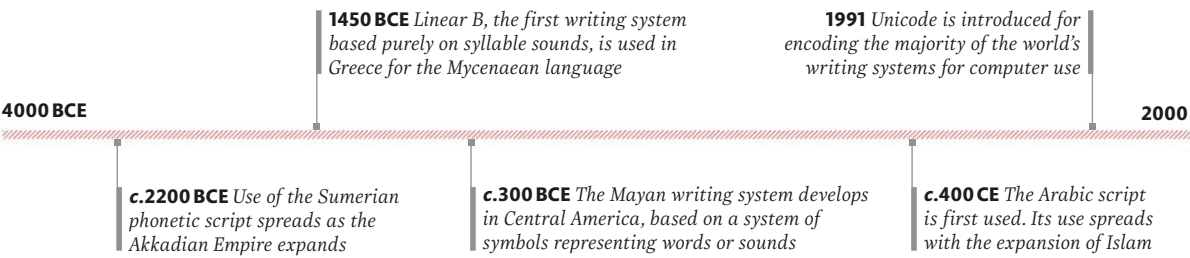 1450 BCE Linear B, the first writing system
based purely on syllable sounds, is used in
Greece for the Mycenaean language
1991 Unicode is introduced for
encoding the majority of the world’s
writing systems for computer use
4000 BCE
2000
c.2200 BCE Use of the Sumerian
phonetic script spreads as the
Akkadian Empire expands
c.300 BCE The Mayan writing system develops
in Central America, based on a system of
symbols representing words or sounds
c.400 CE The Arabic script
is first used. Its use spreads
with the expansion of Islam